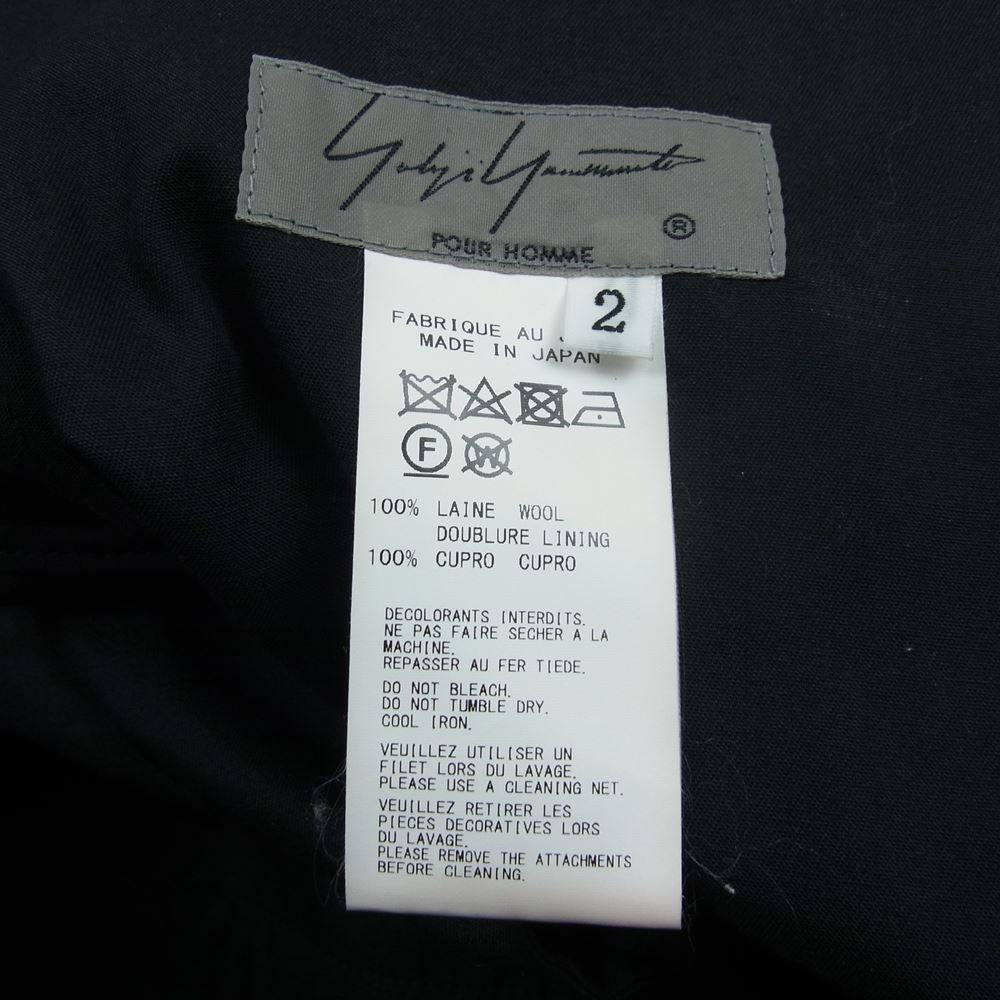 Yohji Yamamoto
®
POUR HOMME
2
FABRIQUE AU
MADE IN JAPAN
F
W
100% LAINE WOOL
DOUBLURE LINING
100% CUPRO CUPRO
DECOLORANTS INTERDITS.
NE PAS FAIRE SECHER A LA
MACHINE.
REPASSER AU FER TIEDE.
DO NOT BLEACH.
DO NOT TUMBLE DRY.
COOL IRON.
VEUILLEZ UTILISER UN
FILET LORS DU LAVAGE.
PLEASE USE A CLEANING NET.
VEUILLEZ RETIRER LES
PIECES DECORATIVES LORS
DU LAVAGE.
PLEASE REMOVE THE ATTACHMENTS
BEFORE CLEANING.